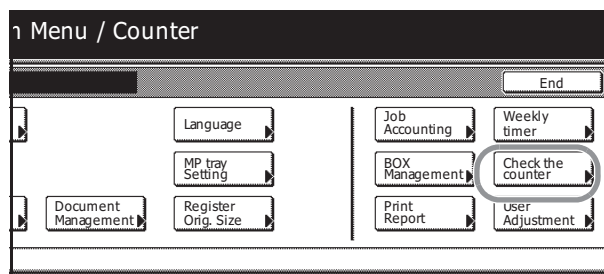 Menu / Counter
End
Language
Job
Accounting
Weekly
timer
MP tray
Setting
BOX
Management
Check the
counter
Document
Management
Register
Orig. Size
Print
Report
User
Adjustment